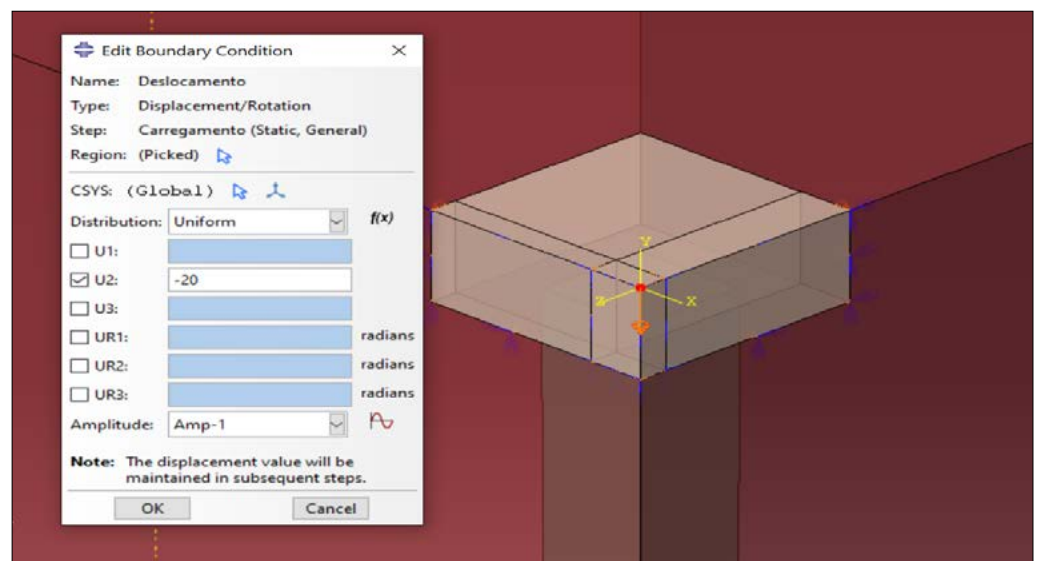 Edit Boundary Condition
Name: Deslocamento
Type: Displacement/Rotation
Step: Carregamento (Static, General)
Region: (Picked)
CSYS: (Global)
Distribution: Uniform f(x)
U1:
U2: -20
U3:
UR1: radians
UR2: radians
UR3: radians
Amplitude: Amp-1
Note: The displacement value will be
maintained in subsequent steps.
OK Cancel
Y
Z X